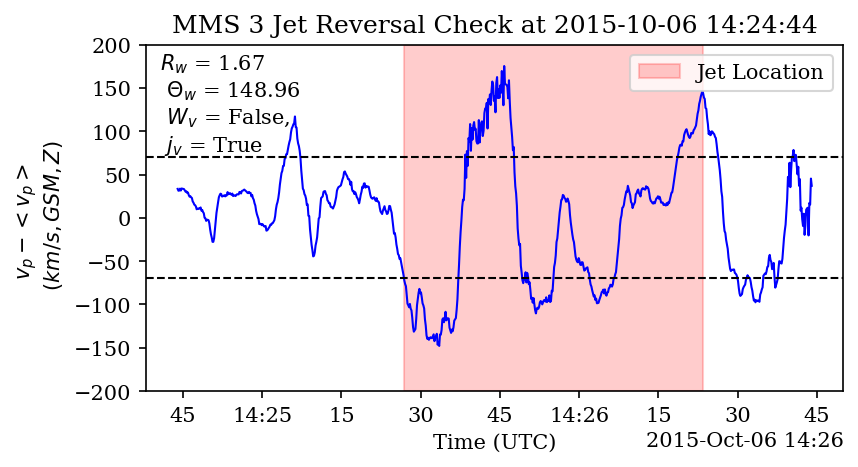 MMS 3 Jet Reversal Check at 2015-10-06 14:24:44
R_w = 1.67
Θ_w = 148.96
W_v = False,
j_v = True
Jet Location
v_p − < v_p >
(km/s, GSM, Z)
200
150
100
50
0
−50
−100
−150
−200
45 14:25 15 30 45 14:26 15 30 45
Time (UTC)
2015-Oct-06 14:26